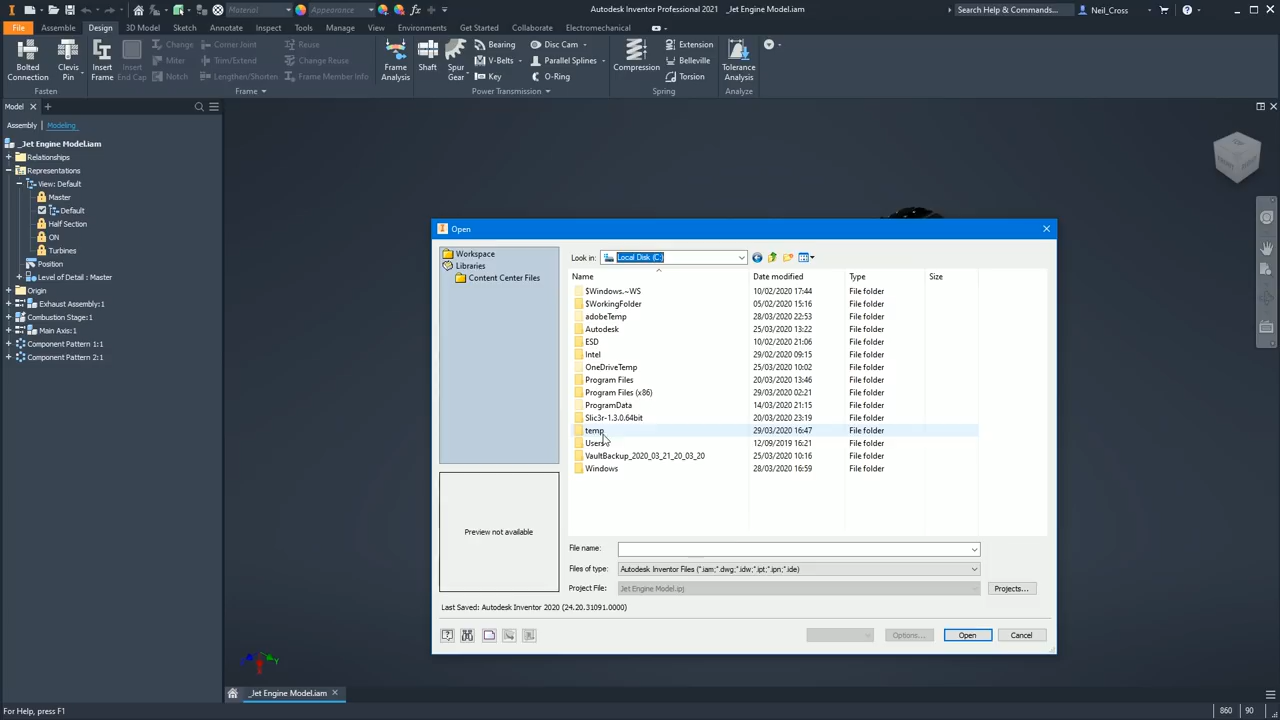 Material
Appearance
Autodesk Inventor Professional 2021 _Jet Engine Model.iam
Search Help & Commands...
Neil_Cross
File Assembly Design 3D Model Sketch Annotate Inspect Tools Manage View Environments Get Started Collaborate Electromechanical
Bolted Connection
Clevis Pin
Insert Frame
Insert End Cap
Change
Miter
Notch
Corner Joint
Trim/Extend
Lengthen/Shorten
Reuse
Change Reuse
Frame Member Info
Frame Analysis
Shaft
Spur Gear
Bearing
V-Belts
Key
Disc Cam
Parallel Splines
O-Ring
Compression
Extension
Belleville
Torsion
Tolerance Analysis
Fasten Frame Power Transmission Spring Analyze
Model
Assembly Modeling
_Jet Engine Model.iam
Relationships
Representations
View: Default
Master
Default
Half Section
ON
Turbines
Position
Level of Detail : Master
Origin
Exhaust Assembly:1
Combustion Stage:1
Main Axis:1
Component Pattern 1:1
Component Pattern 2:1
Open
Workspace
Libraries
Content Center Files
Look in: Local Disk (C:)
Name Date modified Type Size
$Windows.~WS 10/02/2020 17:44 File folder
$WorkingFolder 05/02/2020 15:16 File folder
adobeTemp 28/03/2020 22:53 File folder
Autodesk 25/03/2020 13:22 File folder
ESD 10/02/2020 21:06 File folder
Intel 29/02/2020 09:15 File folder
OneDriveTemp 25/03/2020 10:02 File folder
Program Files 20/03/2020 13:46 File folder
Program Files (x86) 29/03/2020 02:21 File folder
ProgramData 14/03/2020 21:15 File folder
Slic3r-1.3.0.64bit 20/03/2020 23:19 File folder
temp 29/03/2020 16:47 File folder
Users 12/09/2019 16:21 File folder
VaultBackup_2020_03_21_20_03_20 25/03/2020 10:16 File folder
Windows 28/03/2020 16:59 File folder
Preview not available
File name:
Files of type: Autodesk Inventor Files (*.iam;*.dwg;*.idw;*.ipt;*.ipn;*.ide)
Project File: Jet Engine Model.ipj Projects...
Last Saved: Autodesk Inventor 2020 (24.20.31091.0000)
Options... Open Cancel
_Jet Engine Model.iam
For Help, press F1
860 90